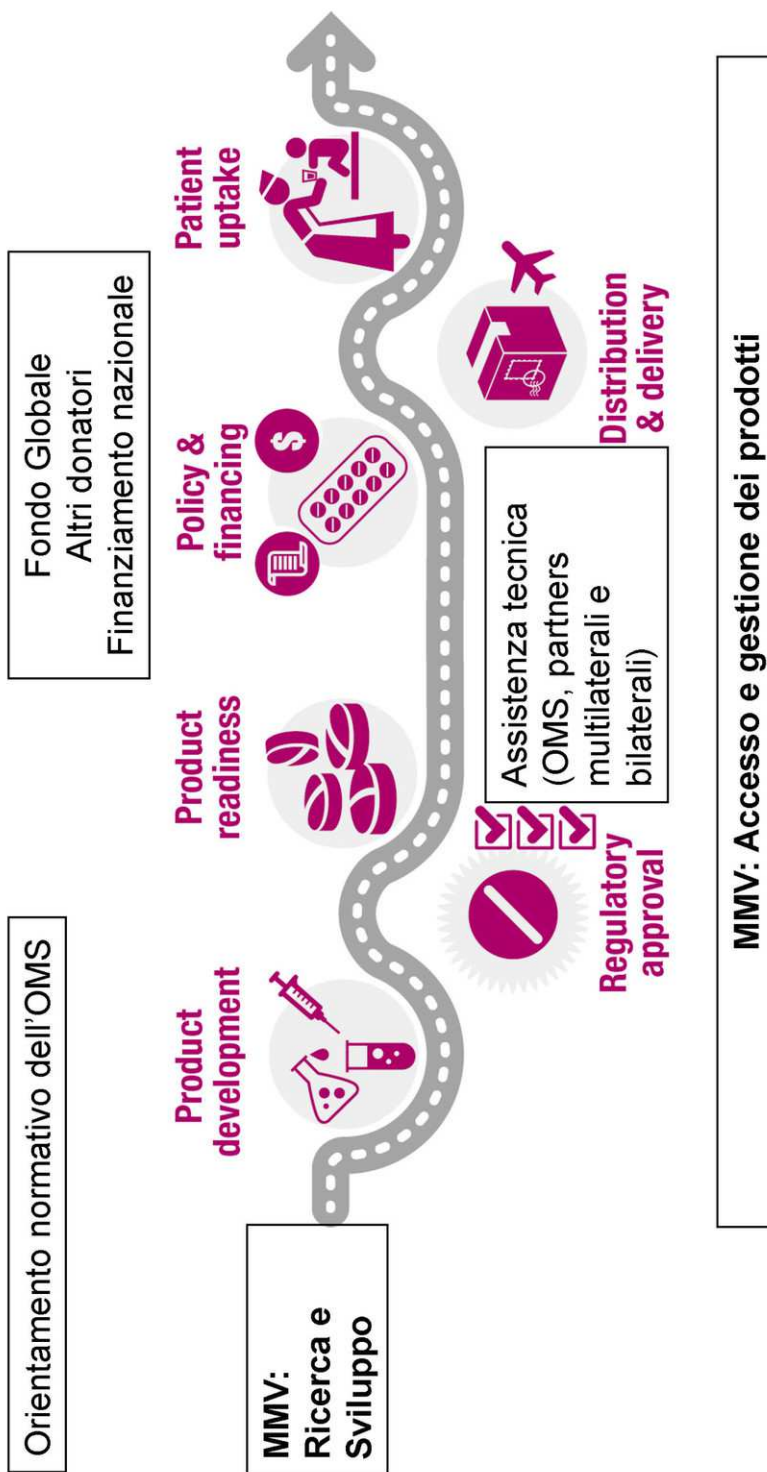 Orientamento normativo dell'OMS
Fondo Globale
Altri donatori
Finanziamento nazionale
MMV:
Ricerca e
Sviluppo
Product
development
Product
readiness
Policy &
financing
$
Patient
uptake
Regulatory
approval
Assistenza tecnica
(OMS, partners
multilaterali e
bilaterali)
Distribution
& delivery
MMV: Accesso e gestione dei prodotti